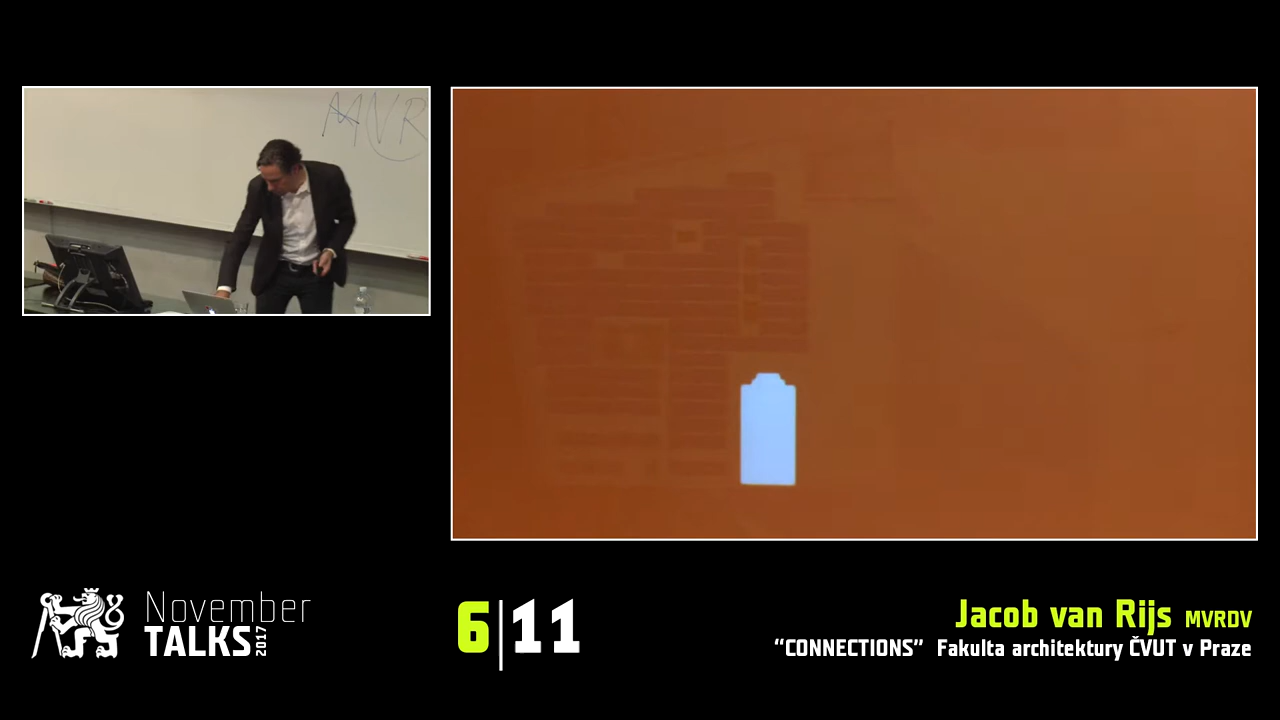 MVR
November
TALKS 2017
6|11
Jacob van Rijs MVRDV
“CONNECTIONS” Fakulta architektury ČVUT v Praze